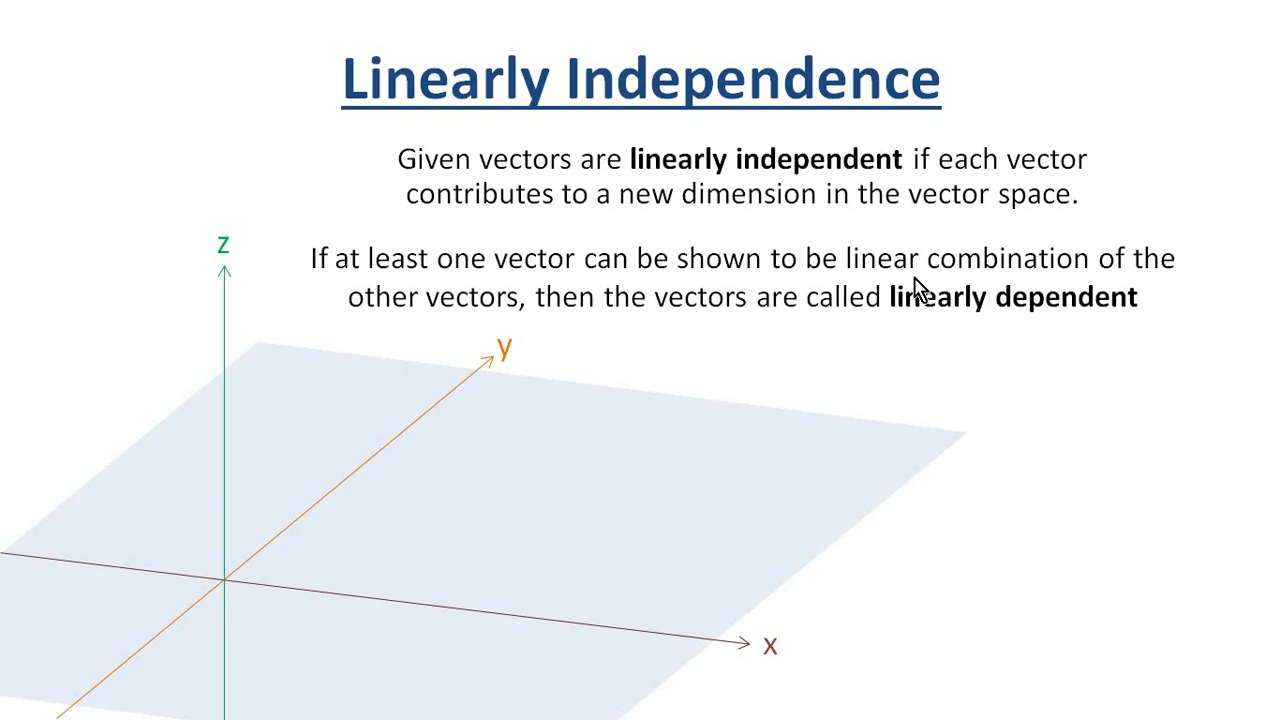 Linearly Independence
Given vectors are linearly independent if each vector
contributes to a new dimension in the vector space.
z
If at least one vector can be shown to be linear combination of the
other vectors, then the vectors are called linearly dependent
y
x